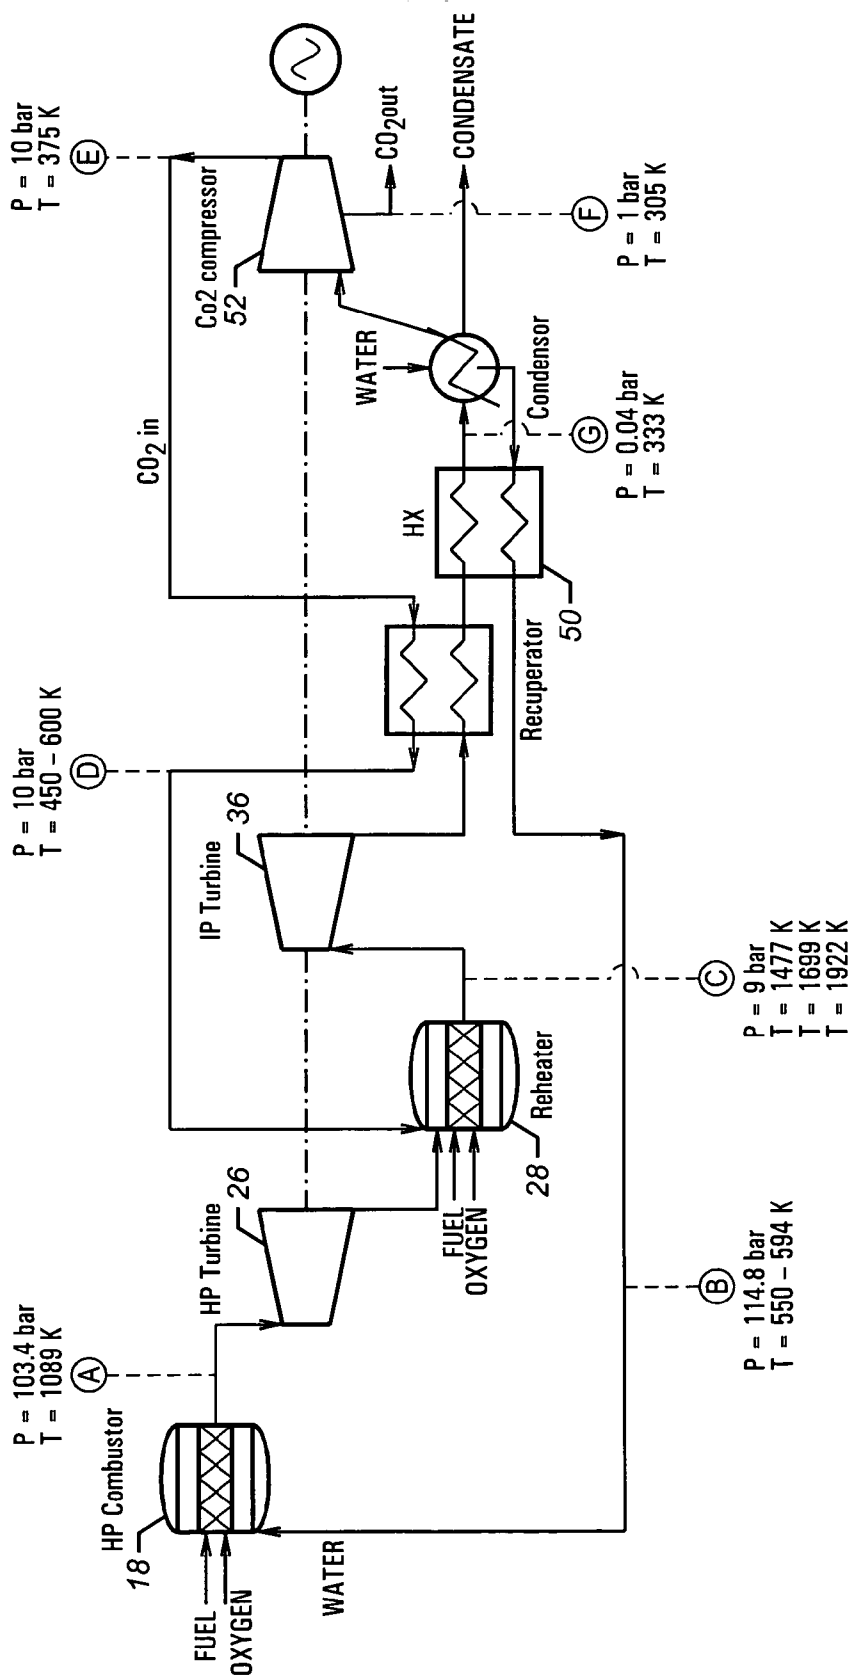 P = 103.4 bar
T = 1089 K
A
HP Combustor
18
FUEL
OXYGEN
WATER
HP Turbine
26
FUEL
OXYGEN
Reheater
28
P = 114.8 bar
T = 550 – 594 K
B
P = 9 bar
T = 1477 K
T = 1699 K
T = 1922 K
C
IP Turbine
36
P = 10 bar
T = 450 – 600 K
D
Recuperator
HX
50
CO2 in
P = 0.04 bar
T = 333 K
G
Condensor
WATER
Co2 compressor
52
P = 10 bar
T = 375 K
E
CO2out
CONDENSATE
F
P = 1 bar
T = 305 K